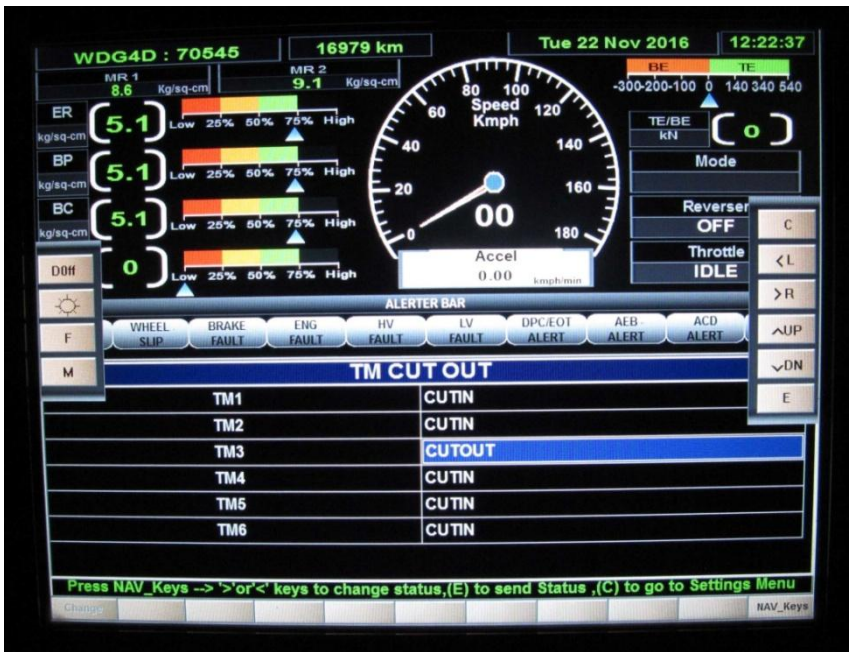 WDG4D : 70545
16979 km
Tue 22 Nov 2016
12:22:37
MR 1
8.6 Kg/sq-cm
MR 2
9.1 Kg/sq-cm
ER
kg/sq-cm
5.1
Low 25% 50% 75% High
BP
kg/sq-cm
5.1
Low 25% 50% 75% High
BC
kg/sq-cm
5.1
Low 25% 50% 75% High
0
Low 25% 50% 75% High
0 20 40 60 80 100 120 140 160 180
Speed
Kmph
00
Accel
0.00 kmph/min
BE TE
-300-200-100 0 140 340 540
TE/BE
kN
0
Mode
Reverser
OFF
Throttle
IDLE
D0ff
F
M
C
<L
>R
UP
DN
E
ALERTER BAR
WHEEL SLIP
BRAKE FAULT
ENG FAULT
HV FAULT
LV FAULT
DPC/EOT ALERT
AEB- ALERT
ACD ALERT
TM CUT OUT
TM1 CUTIN
TM2 CUTIN
TM3 CUTOUT
TM4 CUTIN
TM5 CUTIN
TM6 CUTIN
Press NAV_Keys --> '>'or'<' keys to change status,(E) to send Status ,(C) to go to Settings Menu
Change
NAV_Keys